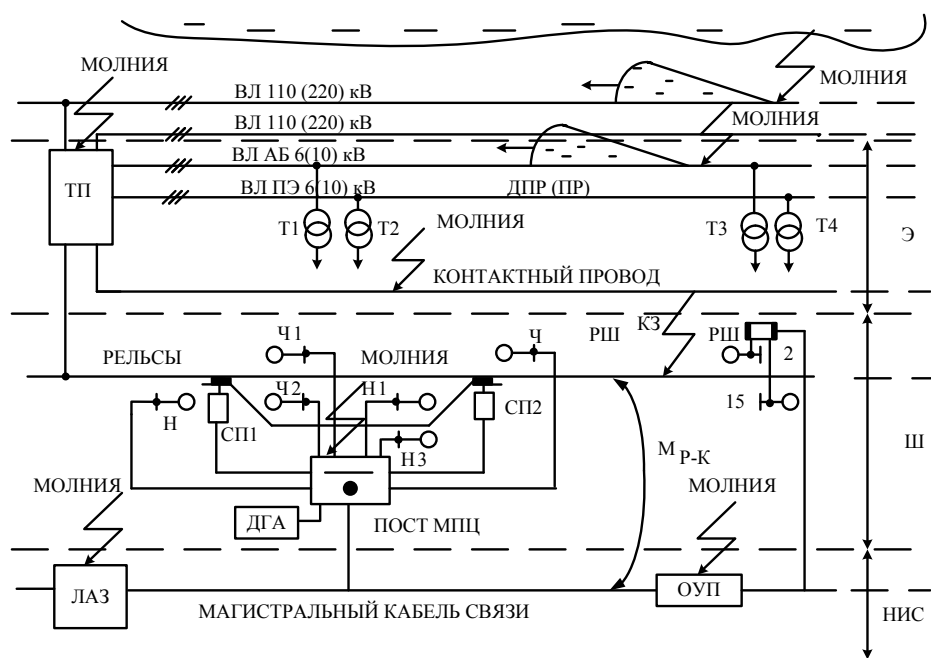 МОЛНИЯ
ВЛ 110 (220) кВ
МОЛНИЯ
ВЛ 110 (220) кВ
МОЛНИЯ
ВЛ АБ 6(10) кВ
ТП
ВЛ ПЭ 6(10) кВ
ДПР (ПР)
Т1
Т2
МОЛНИЯ
Т3
Т4
Э
КОНТАКТНЫЙ ПРОВОД
КЗ
Ч1
Ч
РШ
РШ
РЕЛЬСЫ
МОЛНИЯ
2
Ч2
Н1
Н
СП1
СП2
15
Н3
Ш
М Р-К
МОЛНИЯ
МОЛНИЯ
ДГА
ПОСТ МПЦ
ЛАЗ
ОУП
МАГИСТРАЛЬНЫЙ КАБЕЛЬ СВЯЗИ
НИС